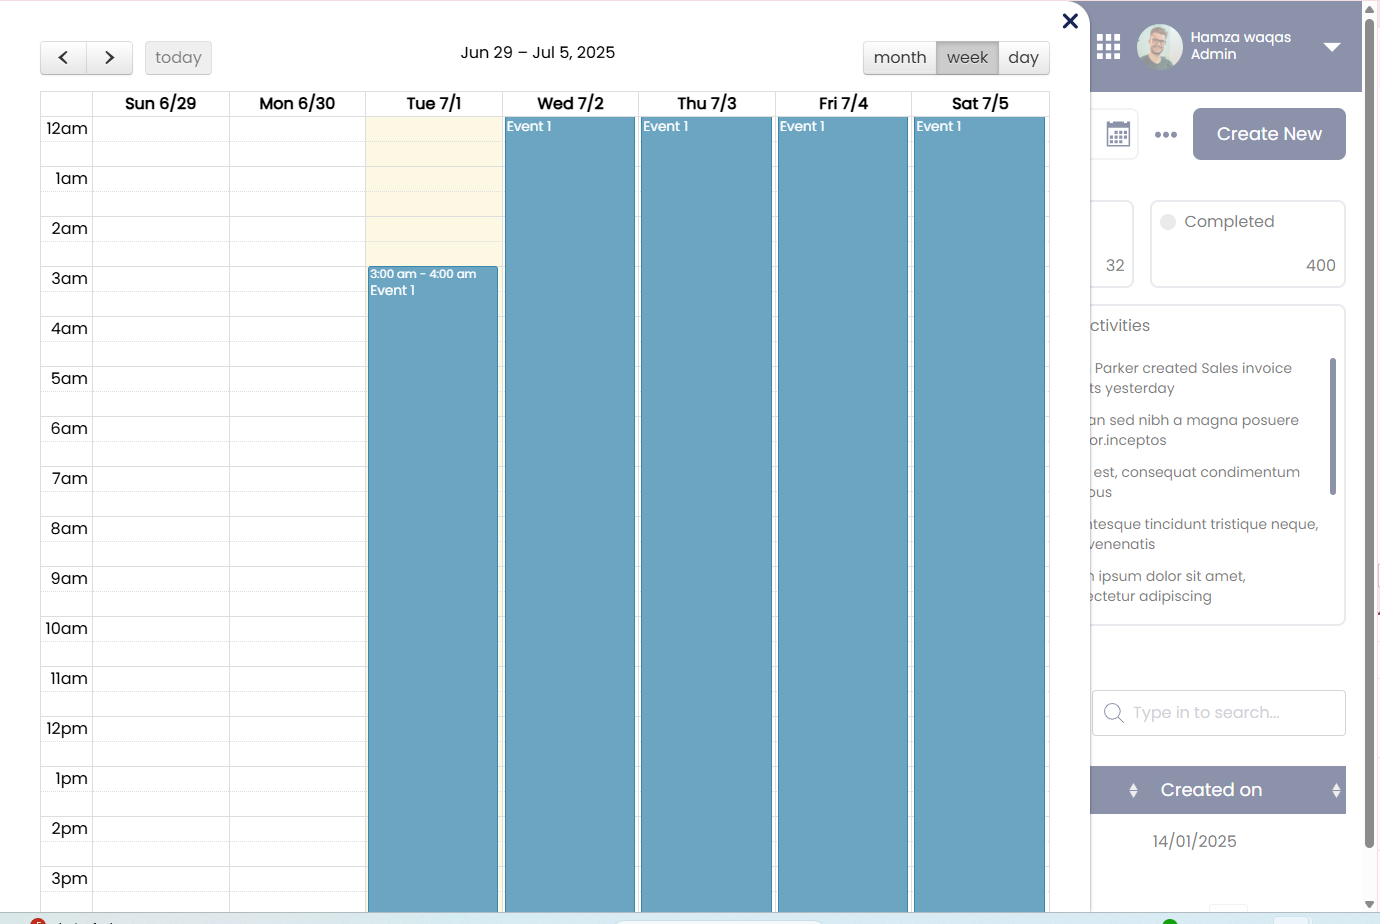 today
Jun 29 – Jul 5, 2025
month week day
Hamza waqas
Admin
Sun 6/29 Mon 6/30 Tue 7/1 Wed 7/2 Thu 7/3 Fri 7/4 Sat 7/5
Create New
12am
Event 1 Event 1 Event 1 Event 1
1am
2am
3am
3:00 am - 4:00 am
Event 1
4am
5am
6am
7am
8am
9am
10am
11am
12pm
1pm
2pm
3pm
Completed
32
400
ctivities
Parker created Sales invoice
ts yesterday
an sed nibh a magna posuere
or.inceptos
est, consequat condimentum
bus
ntesque tincidunt tristique neque,
venenatis
ipsum dolor sit amet,
ectetur adipiscing
Type in to search...
Created on
14/01/2025